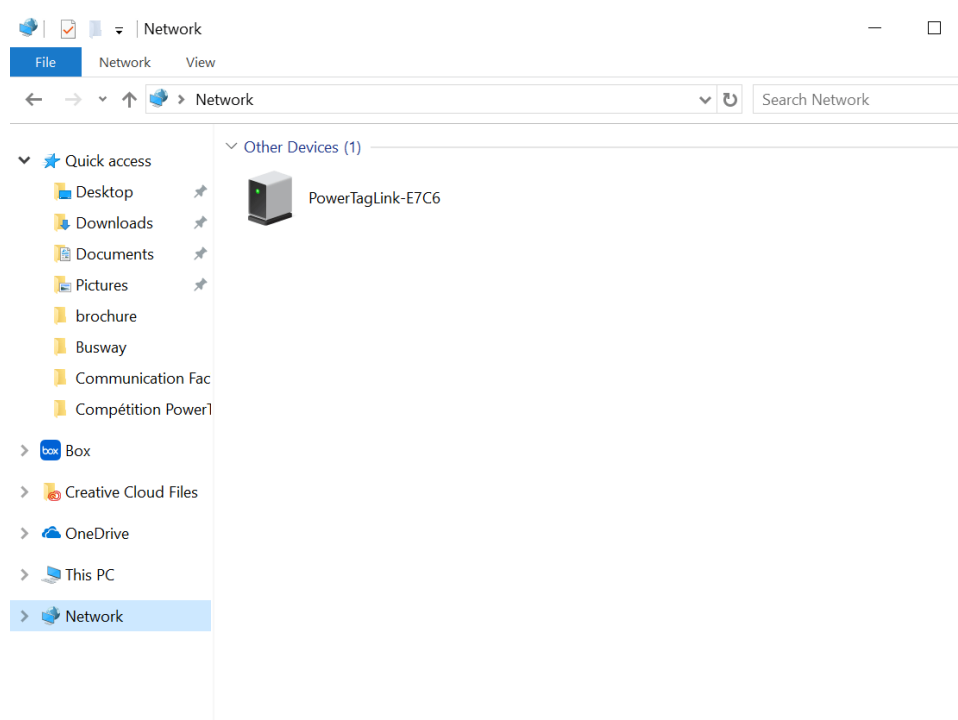 Network
File Network View
Network
Search Network
Quick access
Desktop
Downloads
Documents
Pictures
brochure
Busway
Communication Fac
Compétition PowerT
box Box
Creative Cloud Files
OneDrive
This PC
Network
Other Devices (1)
PowerTagLink-E7C6